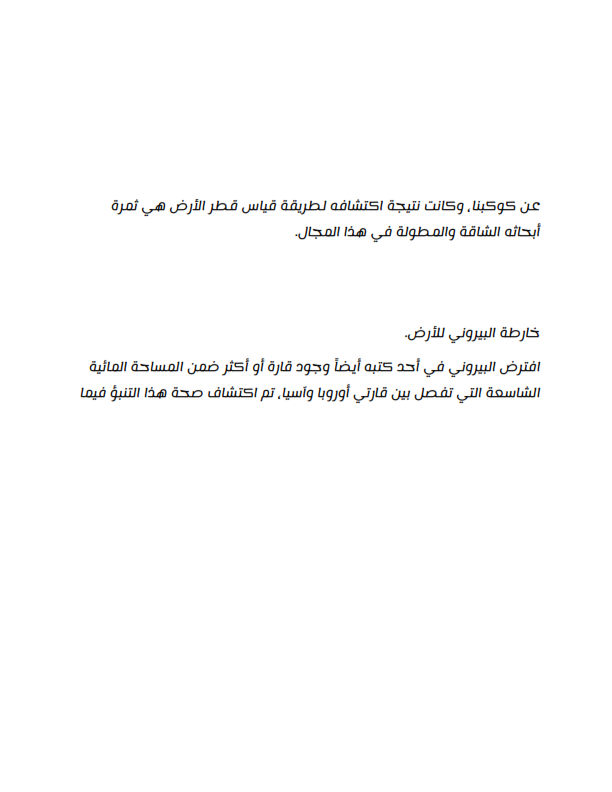 عن كوكبنا، وكانت نتيجة اكتشافه لطريقة قياس قطر الأرض هي ثمرة
أبحاثه الشاقة والمطولة في هذا المجال.
خارطة البيروني للأرض.
افترض البيروني في أحد كتبه أيضاً وجود قارة أو أكثر ضمن المساحة المائية
الشاسعة التي تفصل بين قارتي أوروبا وآسيا، تم اكتشاف صحة هذا التنبؤ فيما